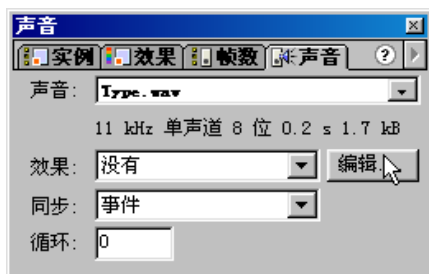 声音
实例 效果 帧数 声音 ?
声音: Type.wav
11 kHz 单声道 8 位 0.2 s 1.7 kB
效果: 没有 编辑...
同步: 事件
循环: 0